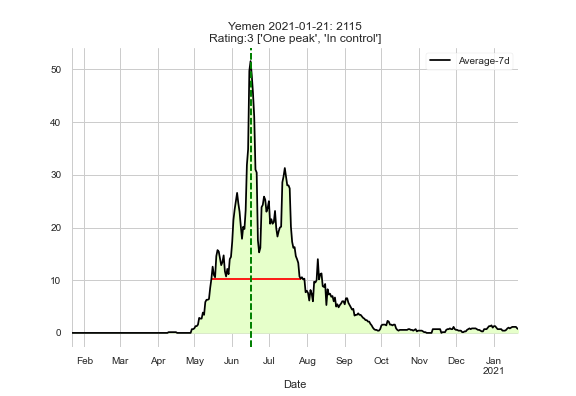 Yemen 2021-01-21: 2115
Rating:3 ['One peak', 'In control']
Average-7d
50
40
30
20
10
0
Feb Mar Apr May Jun Jul Aug Sep Oct Nov Dec Jan
2021
Date